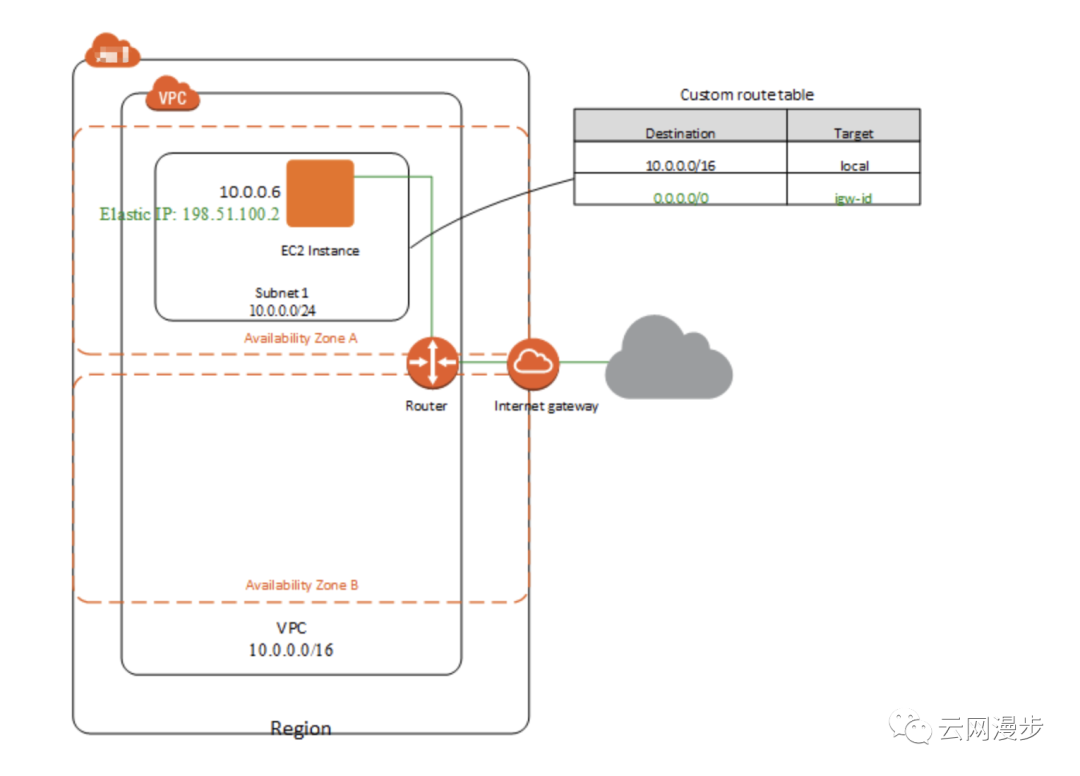 VPC
Custom route table
Destination Target
10.0.0.0/16 local
0.0.0.0/0 igw-id
10.0.0.6
Elastic IP: 198.51.100.2
EC2 Instance
Subnet 1
10.0.0.0/24
Availability Zone A
Router
Internet gateway
Availability Zone B
VPC
10.0.0.0/16
Region
云网漫步